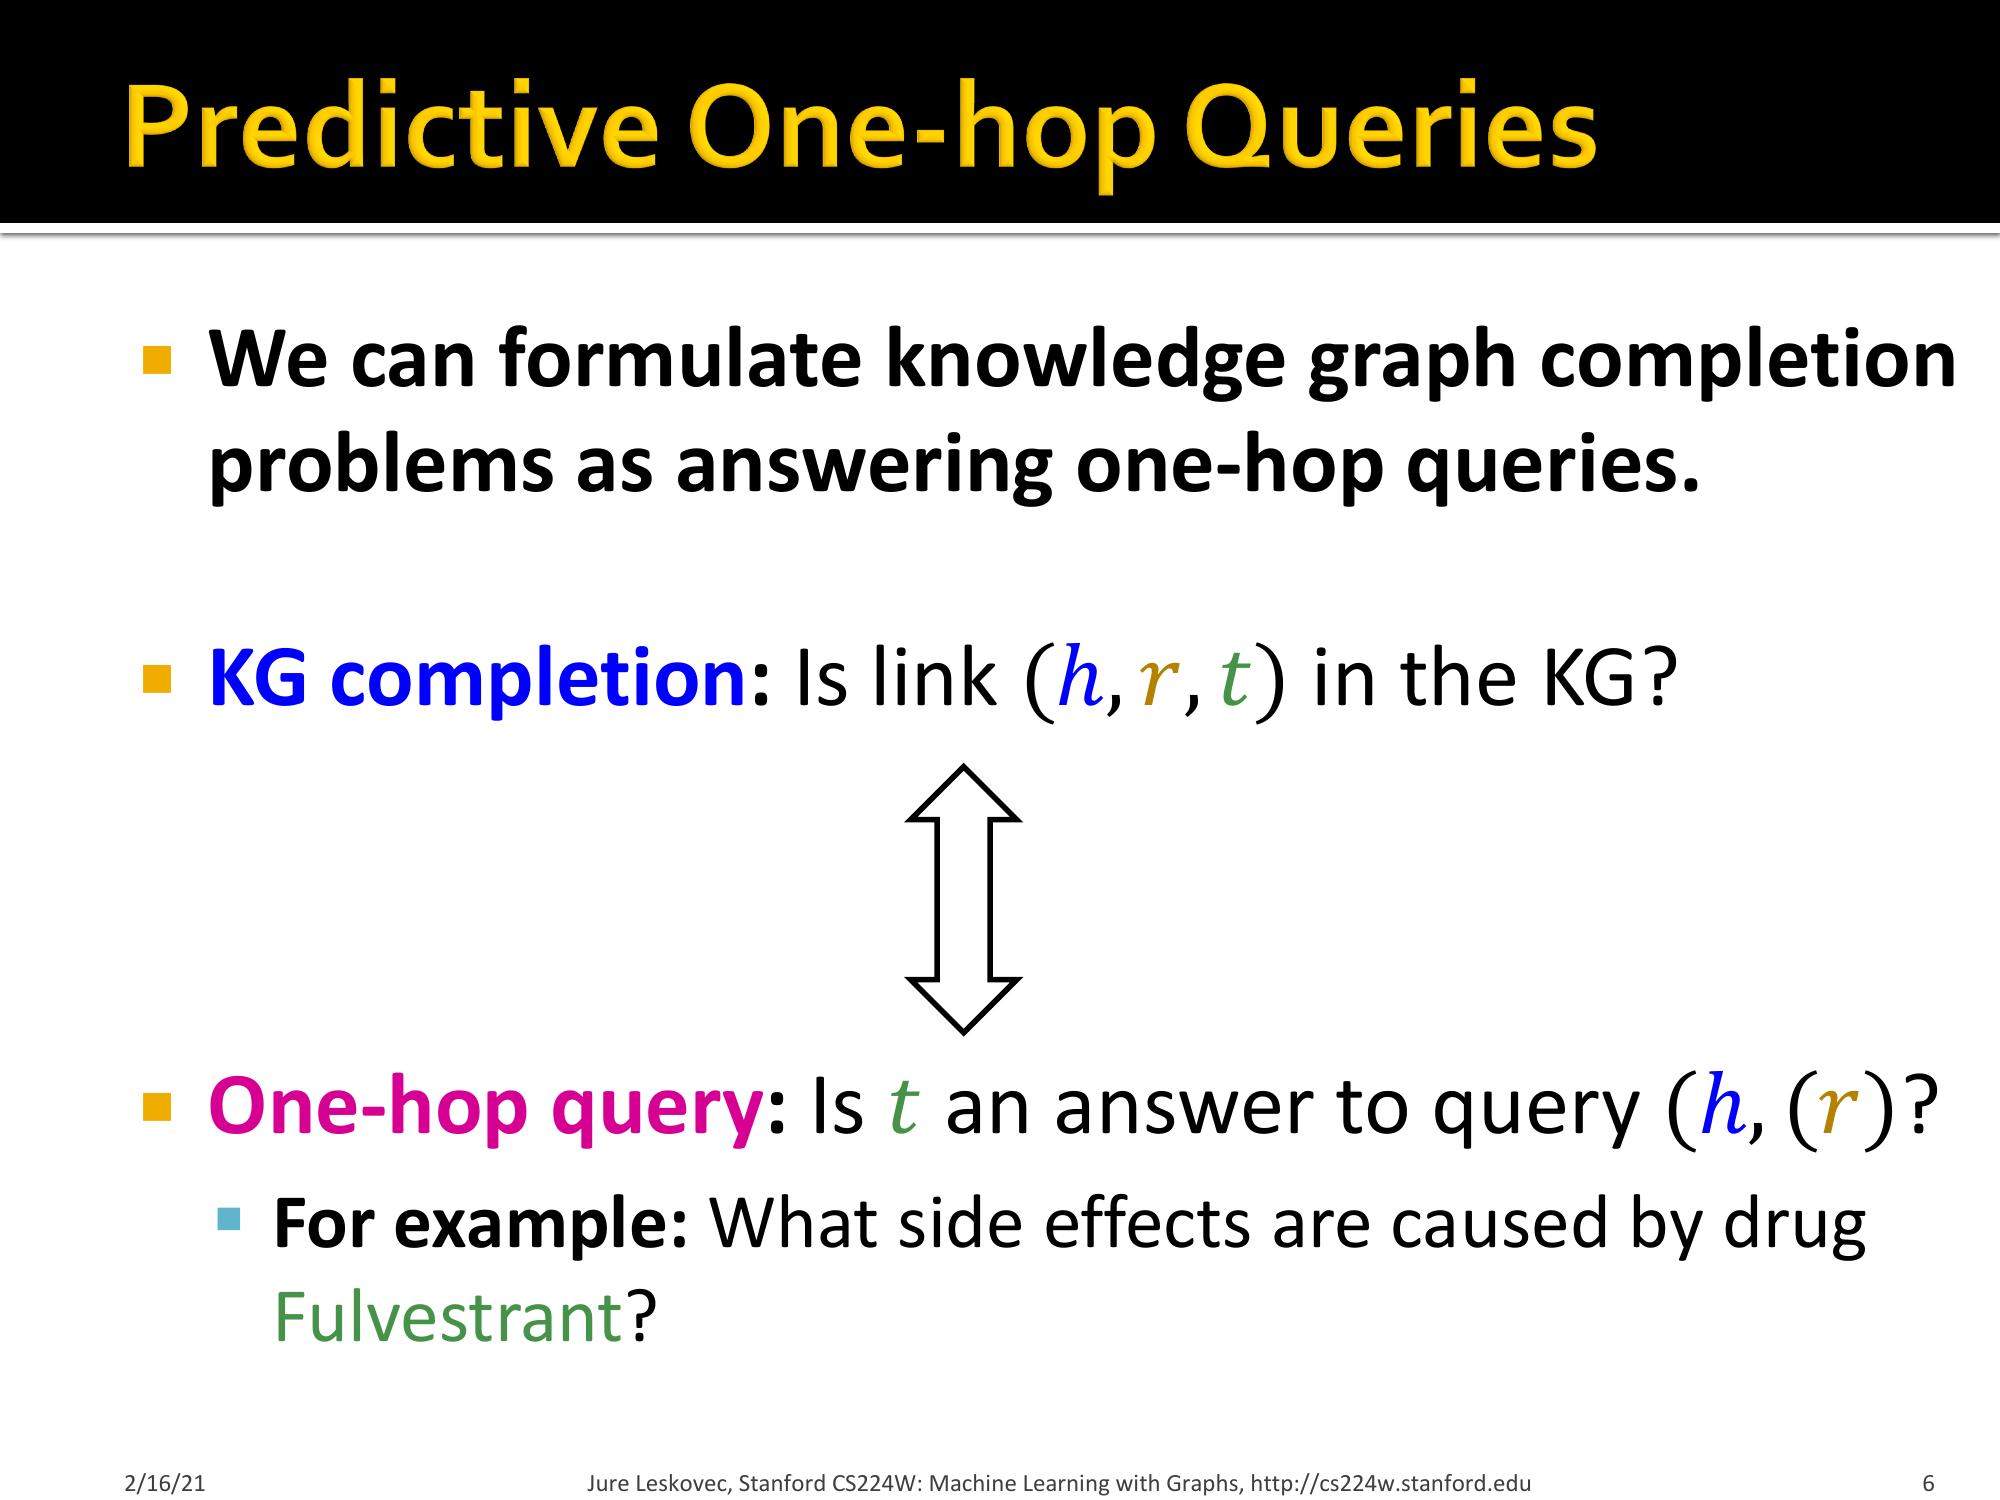 Predictive One-hop Queries
We can formulate knowledge graph completion
problems as answering one-hop queries.
KG completion: Is link (h, r, t) in the KG?
One-hop query: Is t an answer to query (h, (r)?
For example: What side effects are caused by drug
Fulvestrant?
2/16/21 Jure Leskovec, Stanford CS224W: Machine Learning with Graphs, http://cs224w.stanford.edu 6